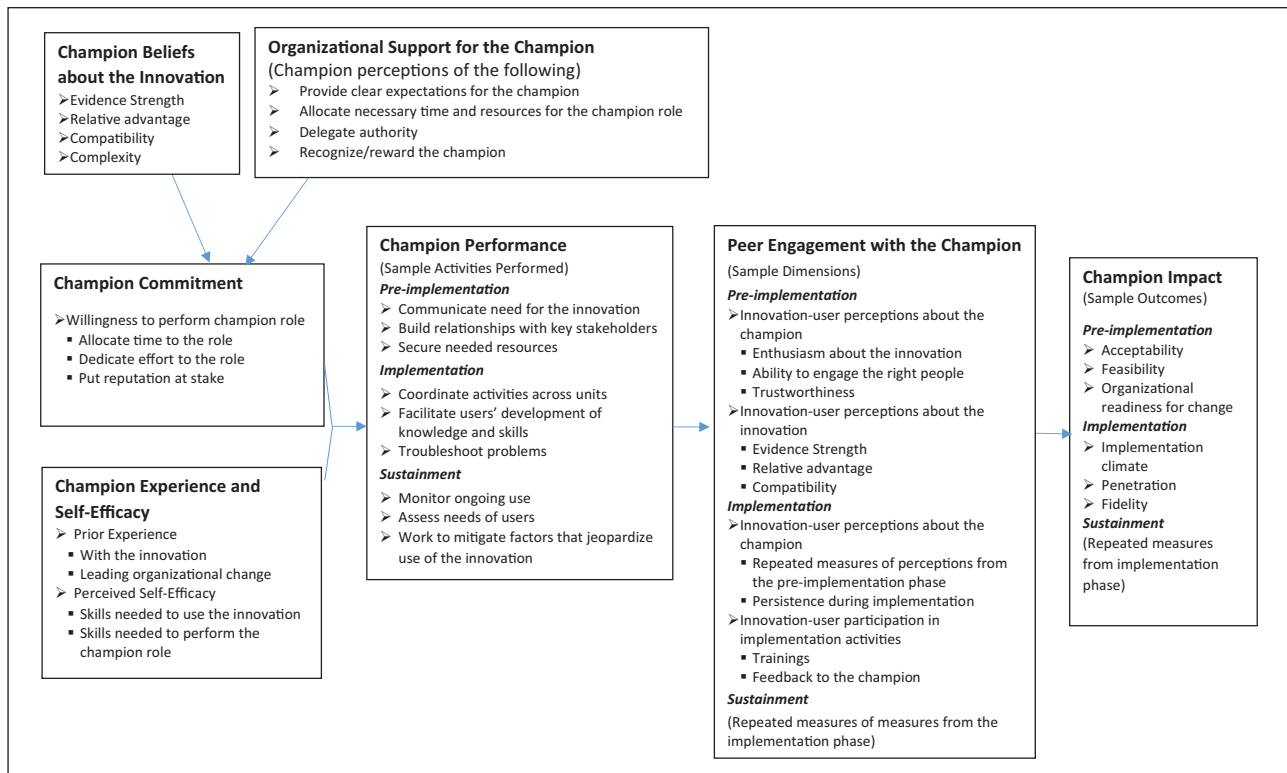 Champion Beliefs
about the Innovation
➢Evidence Strength
➢Relative advantage
➢Compatibility
➢Complexity
Organizational Support for the Champion
(Champion perceptions of the following)
➢ Provide clear expectations for the champion
➢ Allocate necessary time and resources for the champion role
➢ Delegate authority
➢ Recognize/reward the champion
Champion Commitment
➢Willingness to perform champion role
▪ Allocate time to the role
▪ Dedicate effort to the role
▪ Put reputation at stake
Champion Experience and
Self-Efficacy
➢ Prior Experience
▪ With the innovation
▪ Leading organizational change
➢ Perceived Self-Efficacy
▪ Skills needed to use the innovation
▪ Skills needed to perform the
champion role
Champion Performance
(Sample Activities Performed)
Pre-implementation
➢ Communicate need for the innovation
➢ Build relationships with key stakeholders
➢ Secure needed resources
Implementation
➢ Coordinate activities across units
➢ Facilitate users’ development of
knowledge and skills
➢ Troubleshoot problems
Sustainment
➢ Monitor ongoing use
➢ Assess needs of users
➢ Work to mitigate factors that jeopardize
use of the innovation
Peer Engagement with the Champion
(Sample Dimensions)
Pre-implementation
➢Innovation-user perceptions about the
champion
▪ Enthusiasm about the innovation
▪ Ability to engage the right people
▪ Trustworthiness
➢Innovation-user perceptions about the
innovation
▪ Evidence Strength
▪ Relative advantage
▪ Compatibility
Implementation
➢Innovation-user perceptions about the
champion
▪ Repeated measures of perceptions from
the pre-implementation phase
▪ Persistence during implementation
➢Innovation-user participation in
implementation activities
▪ Trainings
▪ Feedback to the champion
Sustainment
(Repeated measures of measures from the
implementation phase)
Champion Impact
(Sample Outcomes)
Pre-implementation
➢ Acceptability
➢ Feasibility
➢ Organizational
readiness for change
Implementation
➢ Implementation
climate
➢ Penetration
➢ Fidelity
Sustainment
(Repeated measures
from implementation
phase)